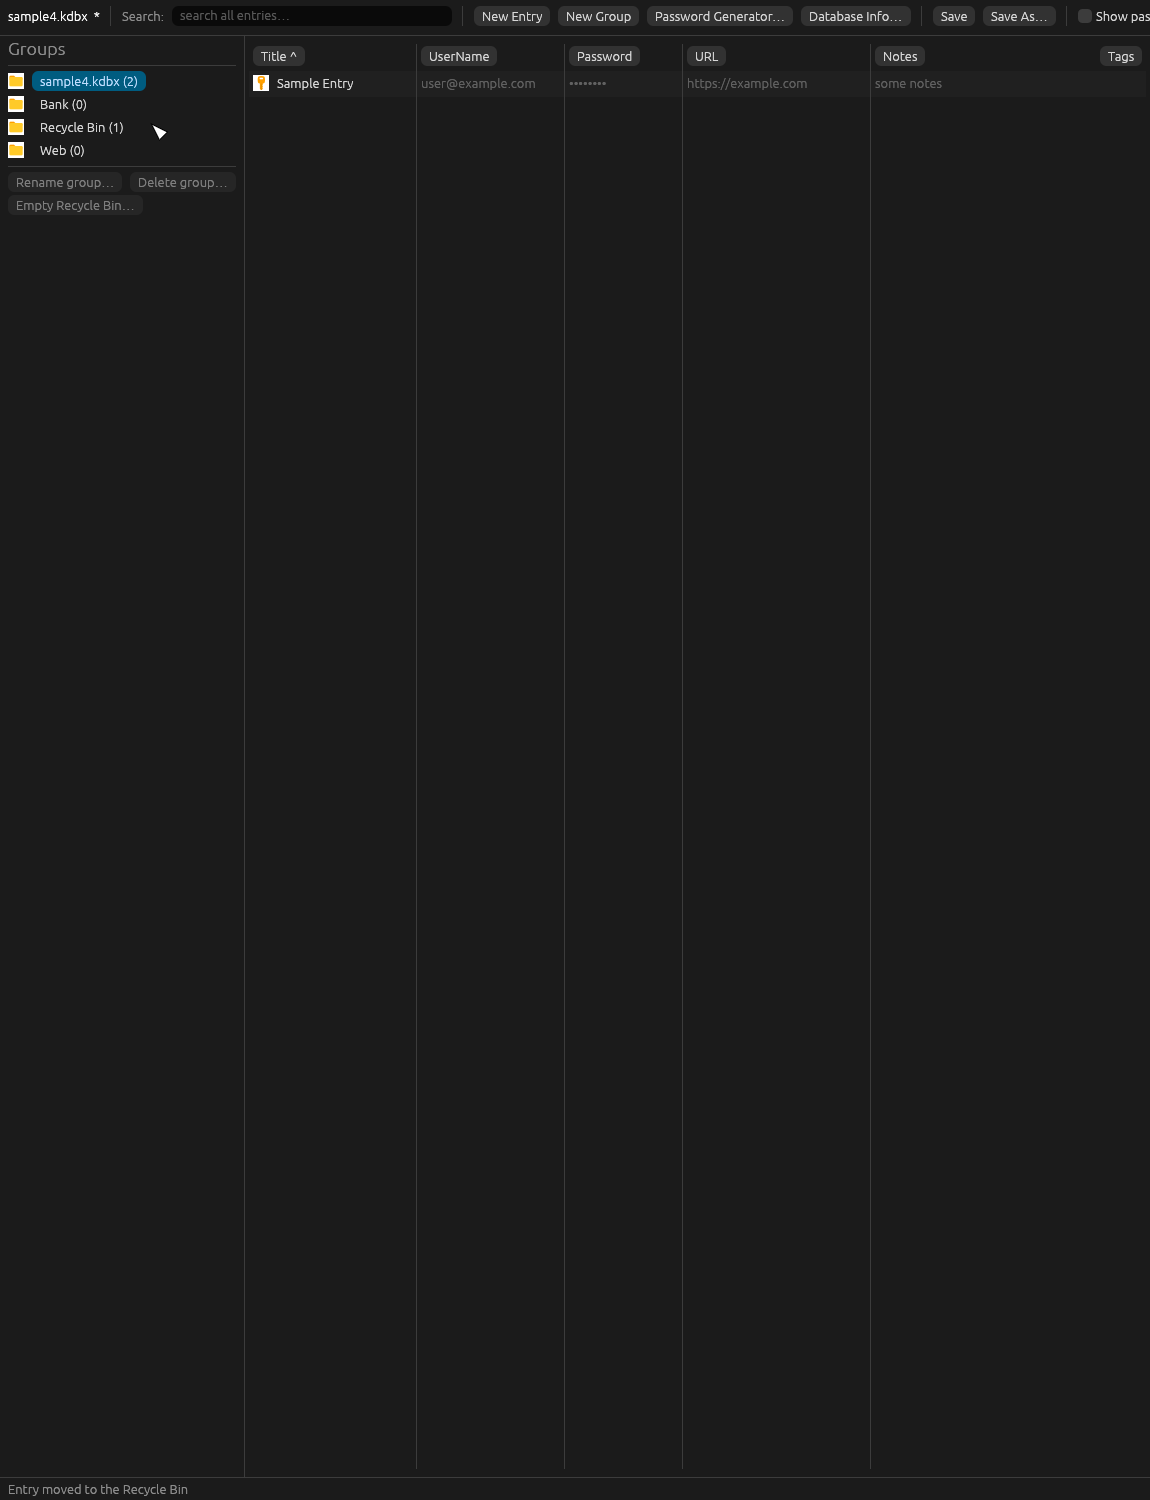 sample4.kdbx * Search: search all entries... New Entry New Group Password Generator... Database Info... Save Save As... Show pas
Groups
sample4.kdbx (2)
Bank (0)
Recycle Bin (1)
Web (0)
Rename group... Delete group...
Empty Recycle Bin...
Title ^ UserName Password URL Notes Tags
Sample Entry user@example.com •••••••• https://example.com some notes
Entry moved to the Recycle Bin